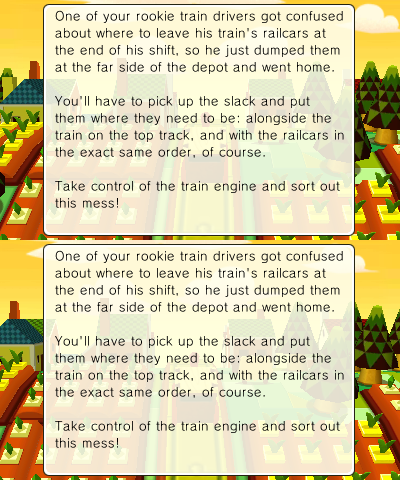 One of your rookie train drivers got confused
about where to leave his train's railcars at
the end of his shift, so he just dumped them
at the far side of the depot and went home.
You'll have to pick up the slack and put
them where they need to be: alongside the
train on the top track, and with the railcars in
the exact same order, of course.
Take control of the train engine and sort out
this mess!
One of your rookie train drivers got confused
about where to leave his train's railcars at
the end of his shift, so he just dumped them
at the far side of the depot and went home.
You'll have to pick up the slack and put
them where they need to be: alongside the
train on the top track, and with the railcars in
the exact same order, of course.
Take control of the train engine and sort out
this mess!